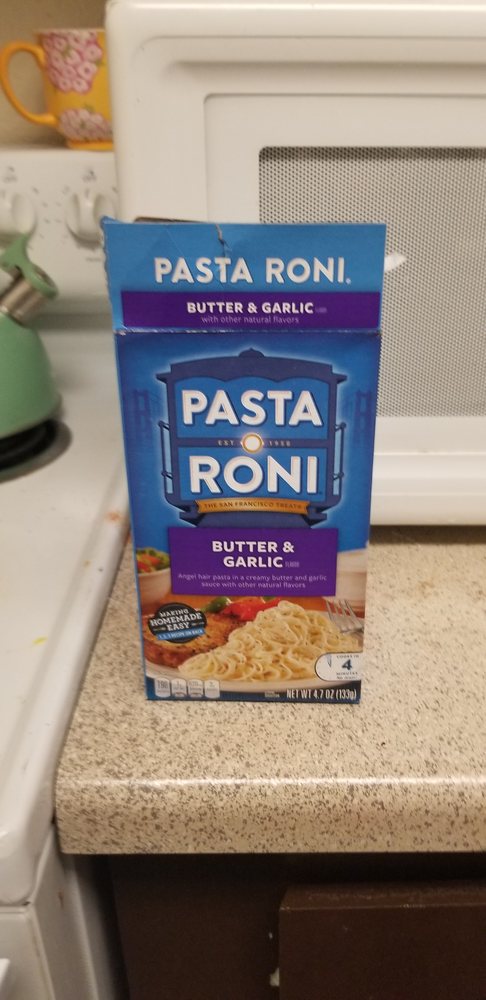 PASTA RONI.
BUTTER & GARLIC
with other natural flavors
PASTA
EST 1958
RONI
THE SAN FRANCISCO TREAT
BUTTER &
GARLIC
Angel hair pasta in a creamy butter and garlic
sauce with other natural flavors
MAKING
HOMEMADE
EASY
COOKS IN
4
MINUTES
NET WT 4.7 OZ (133g)